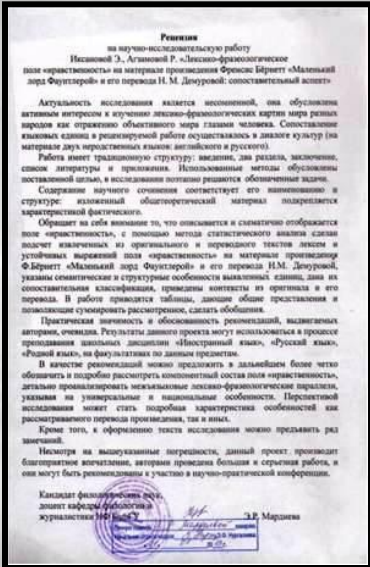 Рецензия
на научно-исследовательскую работу
Иксановой Э., Агзамовой Р. «Лексико-фразеологическое
поле «нравственность» на материале произведения Френсис Бёрнетт «Маленький
лорд Фаунтлерой» и его перевода Н. М. Демуровой: сопоставительный аспект»
Актуальность исследования является несомненной, она обусловлена
активным интересом к изучению лексико-фразеологических картин мира разных
народов как отражению объективного мира глазами человека. Сопоставление
языковых единиц в рецензируемой работе осуществлялось в диалоге культур (на
материале двух неродственных языков: английского и русского).
Работа имеет традиционную структуру: введение, два раздела, заключение,
список литературы и приложения. Использованные методы обусловлены
поставленной целью, в исследовании поэтапно решаются обозначенные задачи.
Содержание научного сочинения соответствует его наименованию и
структуре: изложенный общетеоретический материал подкрепляется
характеристикой фактического.
Обращает на себя внимание то, что описывается и схематично отображается
поле «нравственность», с помощью метода статистического анализа сделан
подсчет извлеченных из оригинального и переводного текстов лексем и
устойчивых выражений поля «нравственность» на материале произведения
Ф.Бёрнетт «Маленький лорд Фаунтлерой» и его перевода Н.М. Демуровой,
указаны семантические и структурные особенности выявленных единиц, дана их
сопоставительная классификация, приведены контексты из оригинала и его
перевода. В работе приводятся таблицы, дающие общие представления и
позволяющие суммировать рассмотренное, сделать обобщения.
Практическая значимость и обоснованность рекомендаций, выдвигаемых
авторами, очевидна. Результаты данного проекта могут использоваться в процессе
преподавания школьных дисциплин «Иностранный язык», «Русский язык»,
«Родной язык», на факультативах по данным предметам.
В качестве рекомендаций можно предложить в дальнейшем более четко
обозначить и подробно рассмотреть компонентный состав поля «нравственность»,
детально проанализировать межъязыковые лексико-фразеологические параллели,
указывая на универсальные и национальные особенности. Перспективой
исследования может стать подробная характеристика особенностей как
рассматриваемого перевода произведения, так и иных.
Кроме того, к оформлению текста исследования можно предъявить ряд
замечаний.
Несмотря на вышеуказанные погрешности, данный проект производит
благоприятное впечатление, авторами проведена большая и серьезная работа, и
они могут быть рекомендованы к участию в научно-практической конференции.
Кандидат филологических наук,
доцент кафедры филологии и
журналистики НФ БашГУ Э.Р. Мардиева